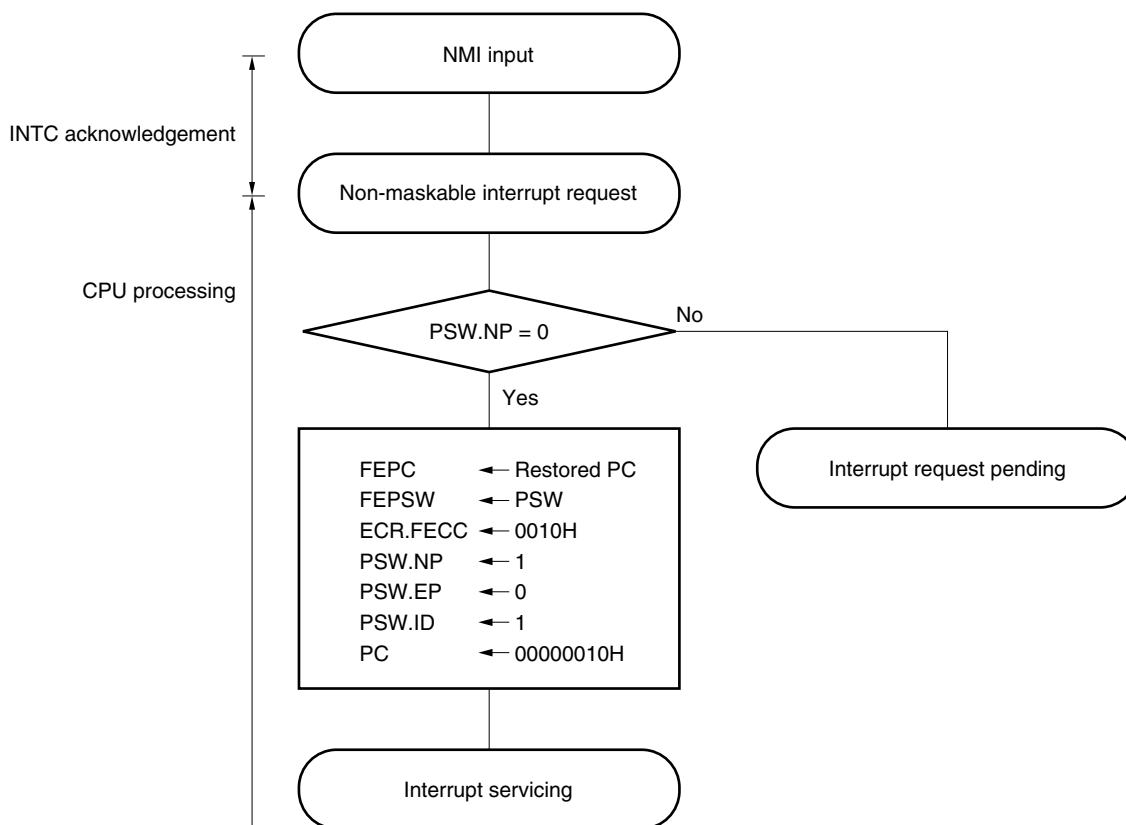 NMI input
INTC acknowledgement
Non-maskable interrupt request
CPU processing
PSW.NP = 0
No
Yes
FEPC ← Restored PC
FEPSW ← PSW
ECR.FECC ← 0010H
PSW.NP ← 1
PSW.EP ← 0
PSW.ID ← 1
PC ← 00000010H
Interrupt request pending
Interrupt servicing